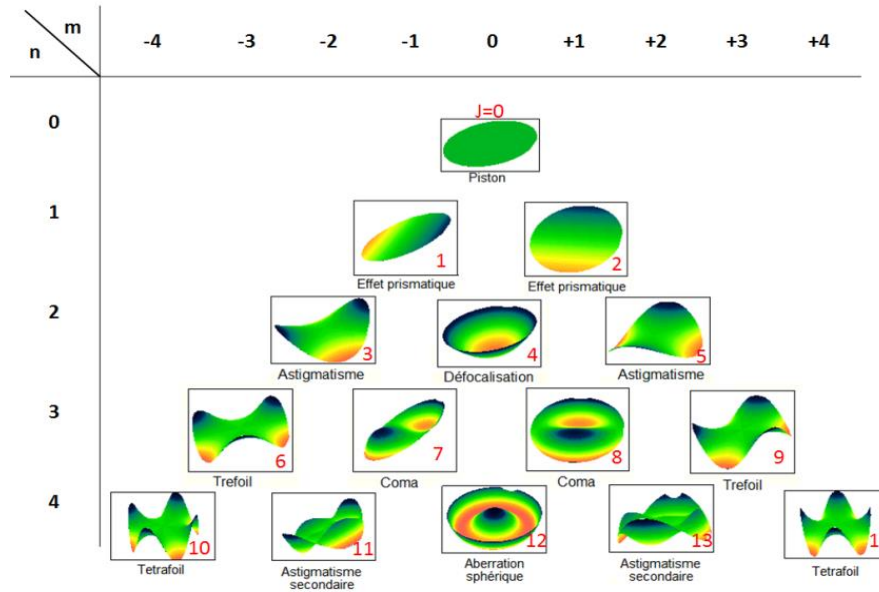 m
n
-4 -3 -2 -1 0 +1 +2 +3 +4
0
J=0
Piston
1
1 2
Effet prismatique Effet prismatique
2
3 4 5
Astigmatisme Défocalisation Astigmatisme
3
6 7 8 9
Trefoil Coma Coma Trefoil
4
10 11 12 13 1
Tetrafoil Astigmatisme secondaire Aberration sphérique Astigmatisme secondaire Tetrafoil